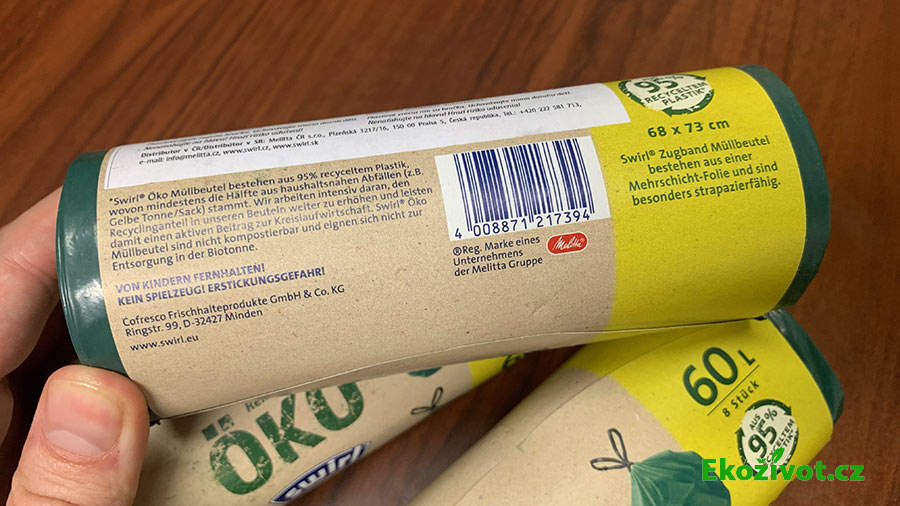 Distributor v ČR/Distributor v SR: Melitta ČR s.r.o., Plzeňská 3217/16, 150 00 Praha 5, Česká republika, Tel.: +420 222 581 713,
e-mail: info@melitta.cz, www.swirl.cz, www.swirl.sk
*Swirl® Öko Müllbeutel bestehen aus 95% recyceltem Plastik,
wovon mindestens die Hälfte aus haushaltsnahen Abfällen (z.B.
Gelbe Tonne/Sack) stammt. Wir arbeiten intensiv daran, den
Recyclinganteil in unseren Beuteln weiter zu erhöhen und leisten
damit einen aktiven Beitrag zur Kreislaufwirtschaft. Swirl® Öko
Müllbeutel sind nicht kompostierbar und eignen sich nicht zur
Entsorgung in der Biotonne.
VON KINDERN FERNHALTEN!
KEIN SPIELZEUG! ERSTICKUNGSGEFAHR!
Cofresco Frischhalteprodukte GmbH & Co. KG
Ringstr. 99, D-32427 Minden
www.swirl.eu
4 008871 217394
®Reg. Marke eines
Unternehmens
der Melitta Gruppe
Melitta®
95%
RECYCELTEM
PLASTIK*
68 x 73 cm
Swirl® Zugband Müllbeutel
bestehen aus einer
Mehrschicht-Folie und sind
besonders strapazierfähig.
ÖKO
swirl
60 L
8 Stück
AUS
95%
Ekoživot.cz